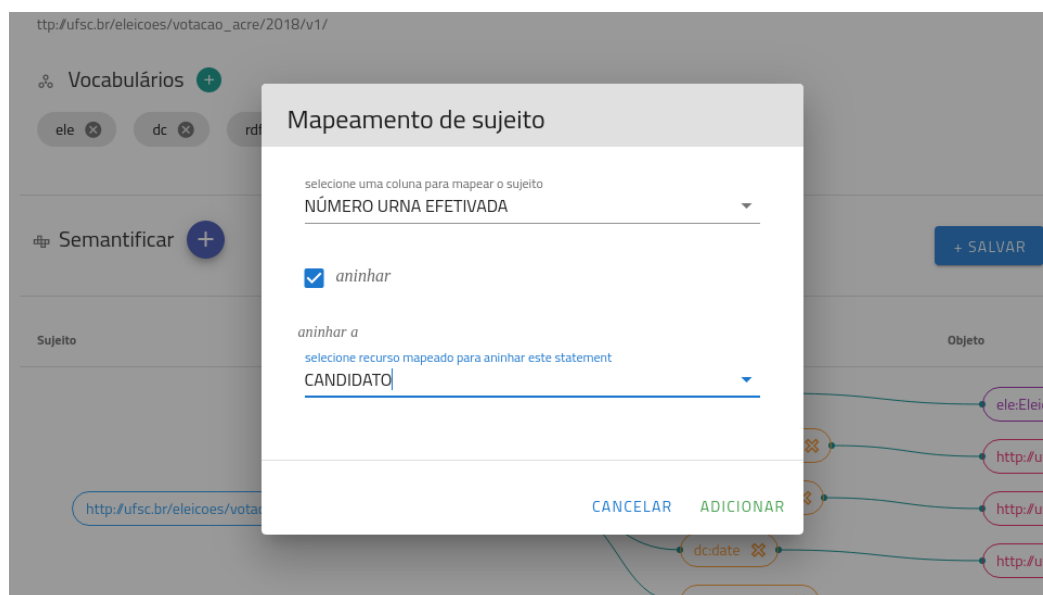 ttp://ufsc.br/eleicoes/votacao_acre/2018/v1/
Vocabulários
ele dc rdf
Mapeamento de sujeito
selecione uma coluna para mapear o sujeito
NÚMERO URNA EFETIVADA
Semantificar
+ SALVAR
aninhar
aninhar a
Sujeito
Objeto
selecione recurso mapeado para aninhar este statement
CANDIDATO
ele:Elei
http://u
http://ufsc.br/eleicoes/votac
http://u
CANCELAR ADICIONAR
dc:date
http://u